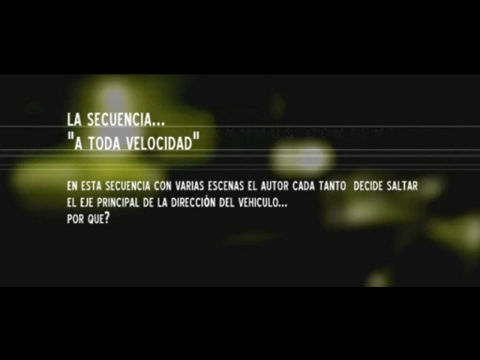 LA SECUENCIA...
"A TODA VELOCIDAD"
EN ESTA SECUENCIA CON VARIAS ESCENAS EL AUTOR CADA TANTO DECIDE SALTAR
EL EJE PRINCIPAL DE LA DIRECCIÓN DEL VEHICULO...
POR QUE?